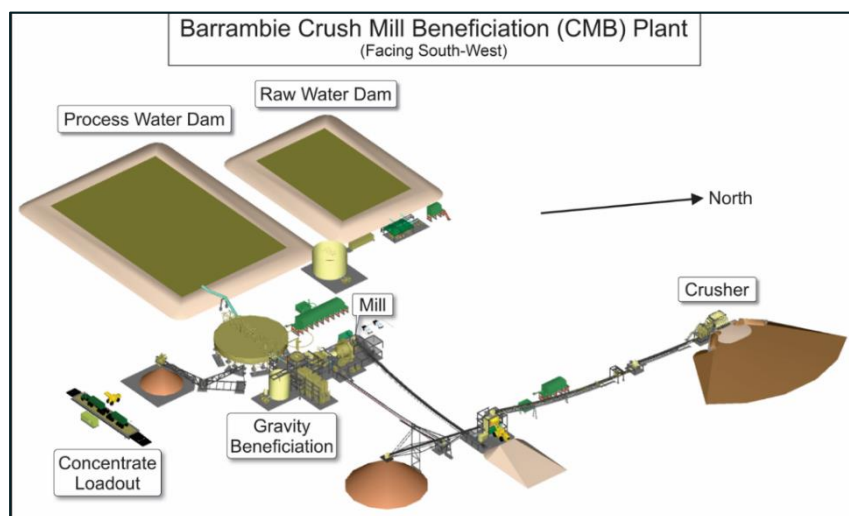 Barrambie Crush Mill Beneficiation (CMB) Plant
(Facing South-West)
Raw Water Dam
Process Water Dam
North
Crusher
Mill
Gravity
Beneficiation
Concentrate
Loadout